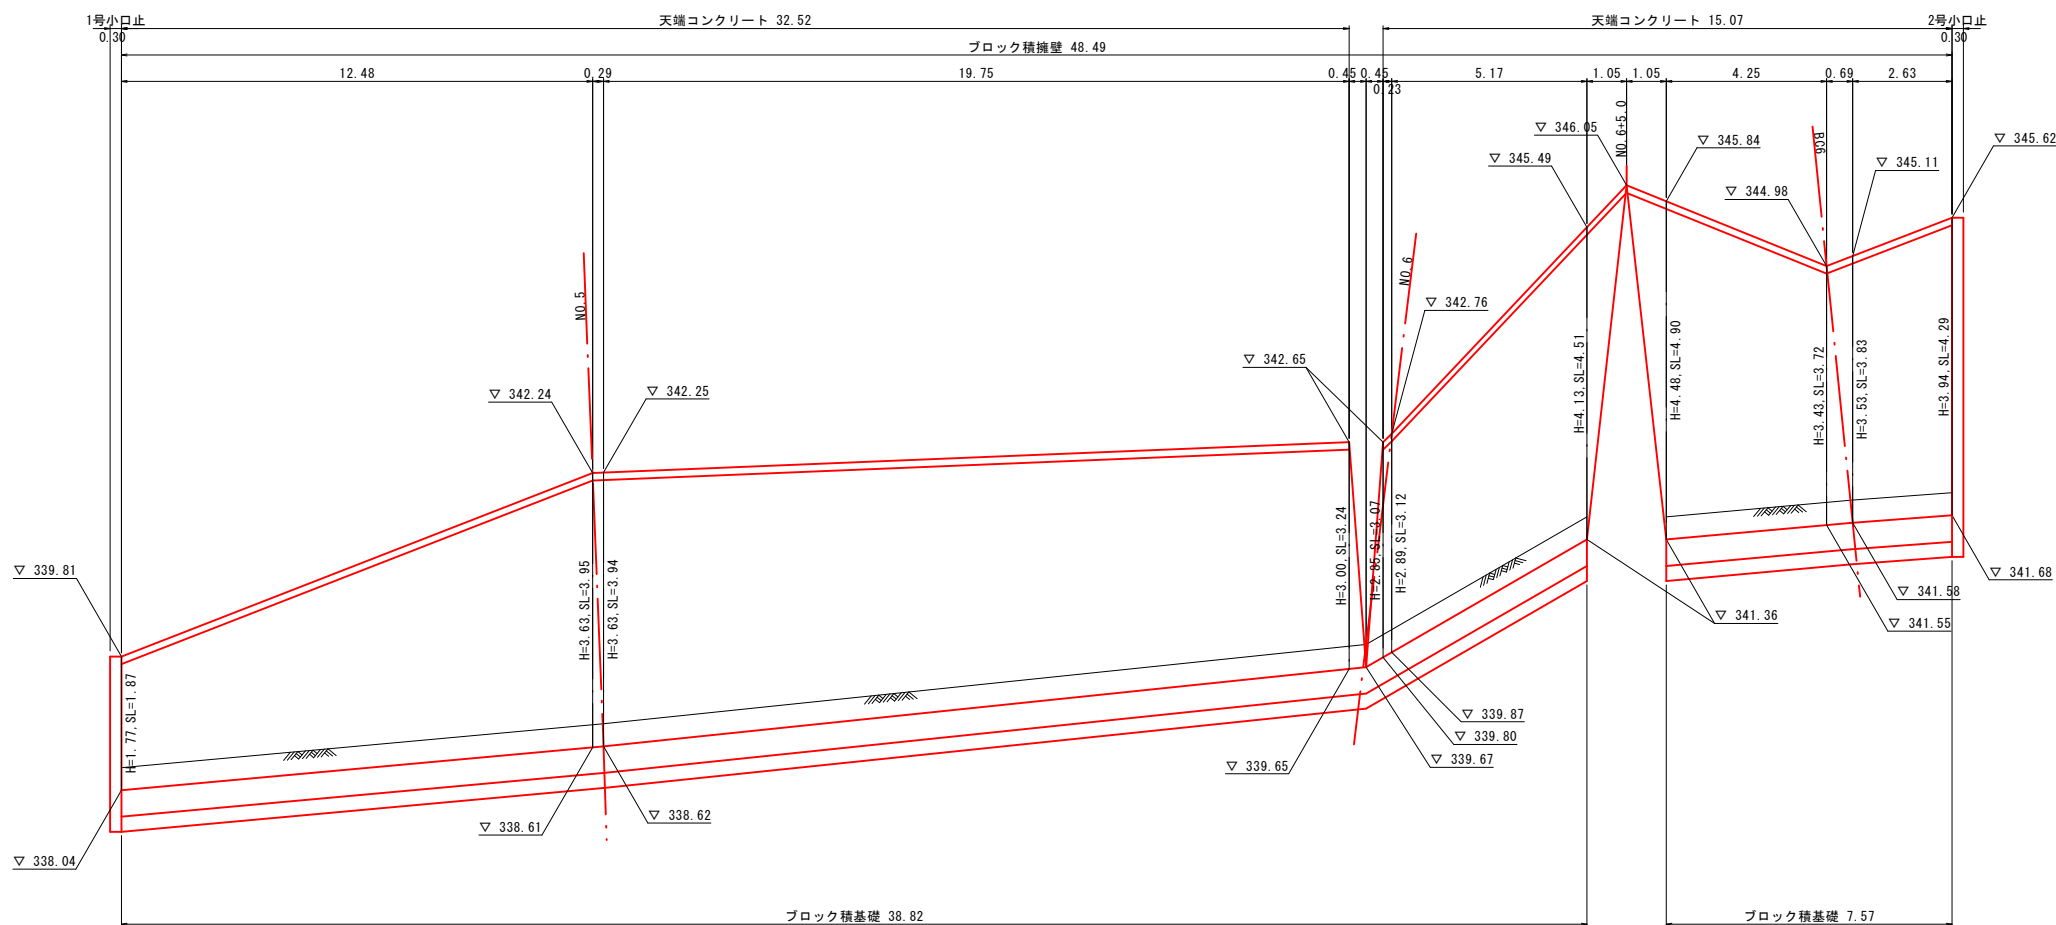 1号小口止
天端コンクリート 32.52
天端コンクリート 15.07
2号小口止
0.30
0.30
ブロック積擁壁 48.49
12.48
0.29
19.75
0.45
0.45
0.23
5.17
1.05
1.05
4.25
0.69
2.63
NO.6+5.0
BC6
▽ 346.05
▽ 345.84
▽ 345.62
▽ 345.49
▽ 345.11
▽ 344.98
NO.5
NO.6
▽ 342.76
▽ 342.65
▽ 342.24
▽ 342.25
H=4.13,SL=4.51
H=4.48,SL=4.90
H=3.43,SL=3.72
H=3.53,SL=3.83
H=3.94,SL=4.29
H=3.00,SL=3.24
H=2.85,SL=3.07
H=2.89,SL=3.12
H=3.63,SL=3.95
H=3.63,SL=3.94
▽ 339.81
H=1.77,SL=1.87
▽ 341.68
▽ 341.58
▽ 341.36
▽ 341.55
▽ 339.87
▽ 339.80
▽ 339.67
▽ 339.65
▽ 338.62
▽ 338.61
▽ 338.04
ブロック積基礎 38.82
ブロック積基礎 7.57